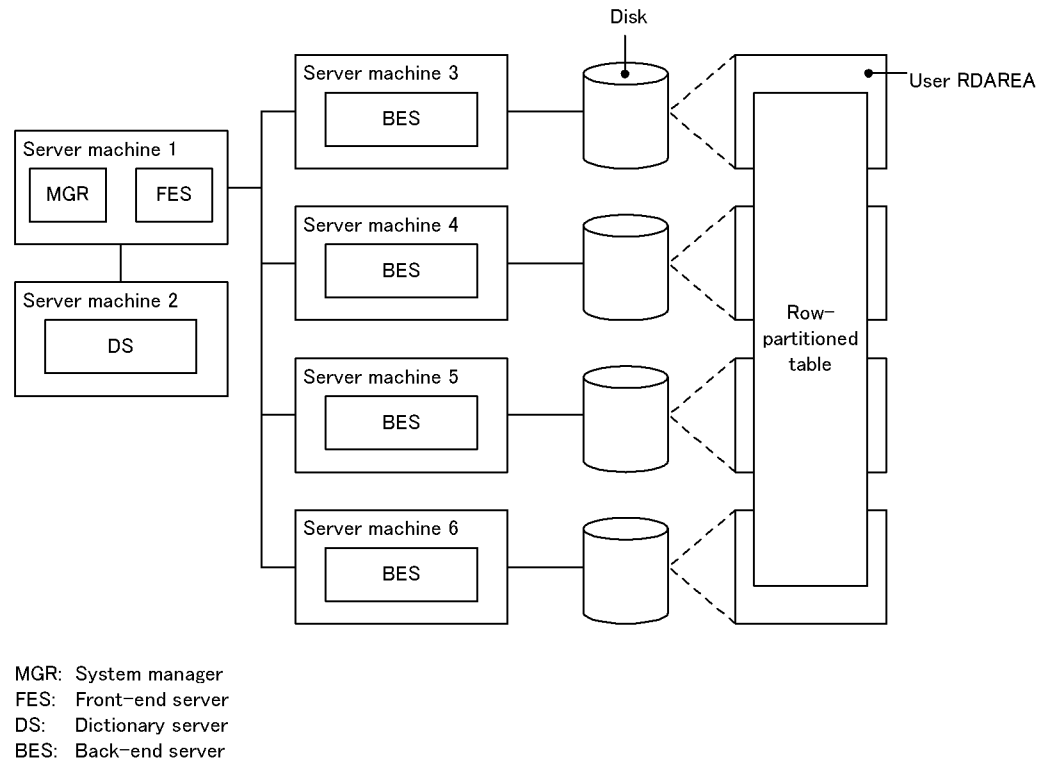 Disk
Server machine 3
BES
User RDAREA
Server machine 1
MGR
FES
Server machine 4
BES
Server machine 2
DS
Row-
partitioned
table
Server machine 5
BES
Server machine 6
BES
MGR: System manager
FES: Front-end server
DS: Dictionary server
BES: Back-end server